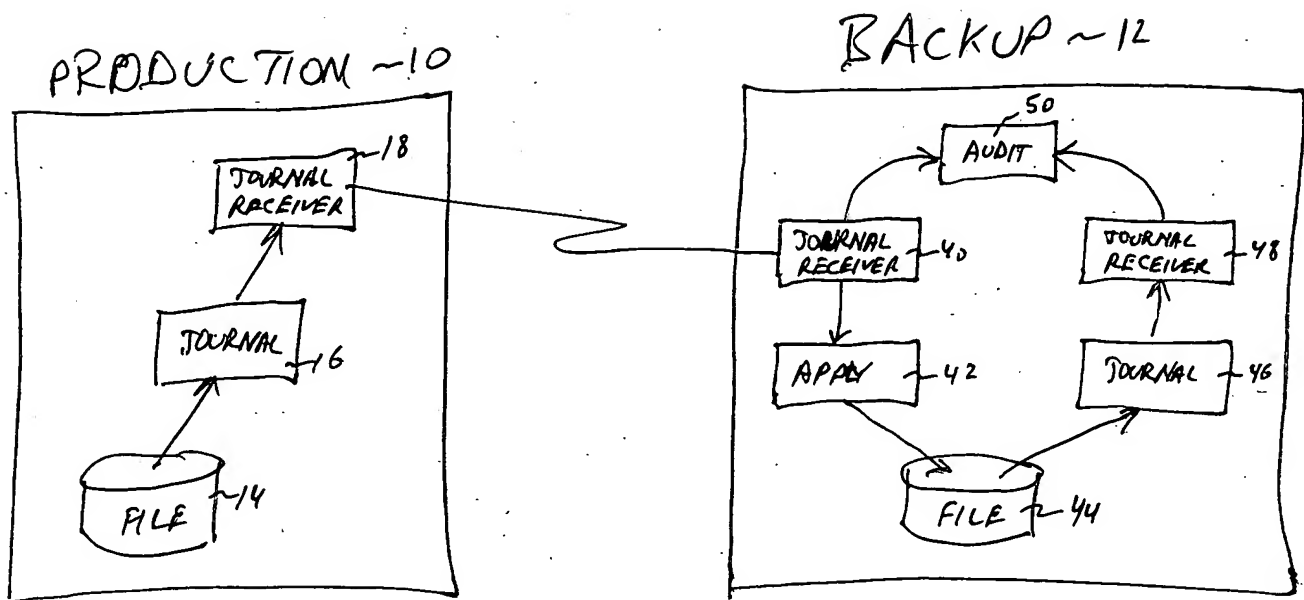 PRODUCTION ~10
18
JOURNAL
RECEIVER
JOURNAL
16
FILE
14
BACKUP ~12
50
AUDIT
JOURNAL
RECEIVER
40
JOURNAL
RECEIVER
48
APPLY
42
JOURNAL
46
FILE
44